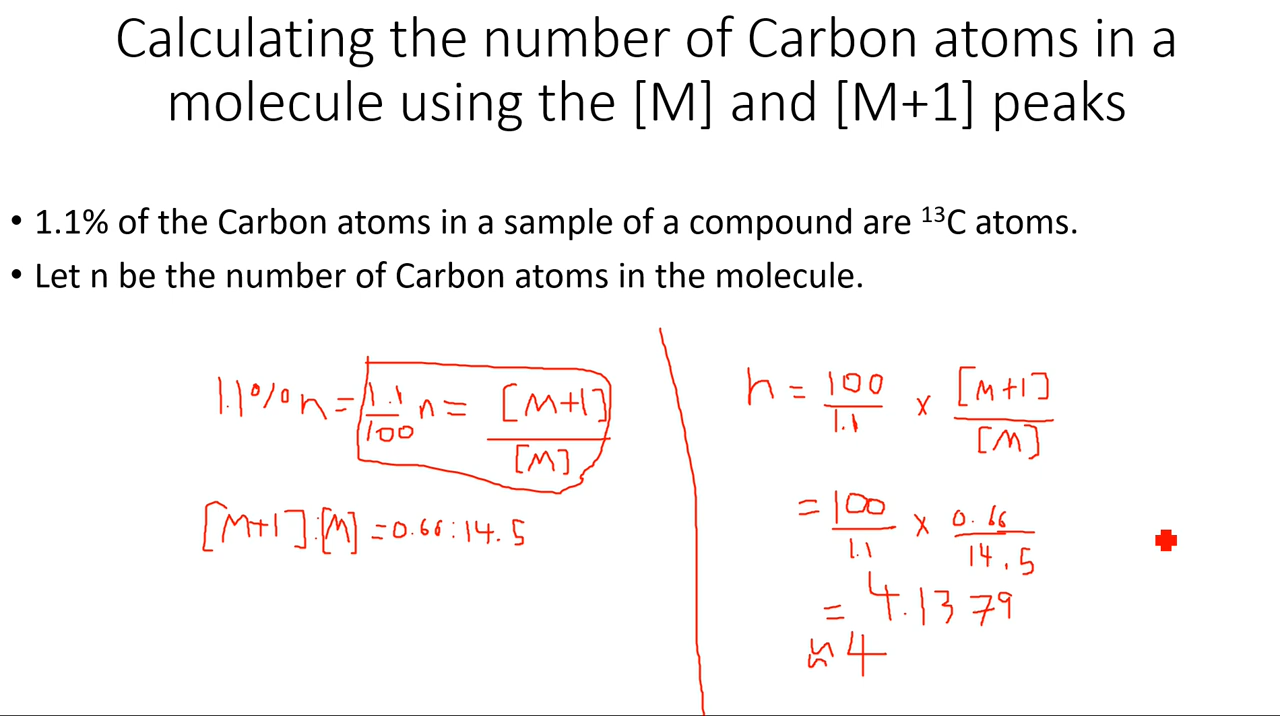 Calculating the number of Carbon atoms in a
molecule using the [M] and [M+1] peaks
• 1.1% of the Carbon atoms in a sample of a compound are ¹³C atoms.
• Let n be the number of Carbon atoms in the molecule.
1.1% n = 1.1/100 n = [M+1]/[M]
[M+1]:[M] = 0.66:14.5
n = 100/1.1 × [M+1]/[M]
= 100/1.1 × 0.66/14.5
= 4.1379
≈ 4